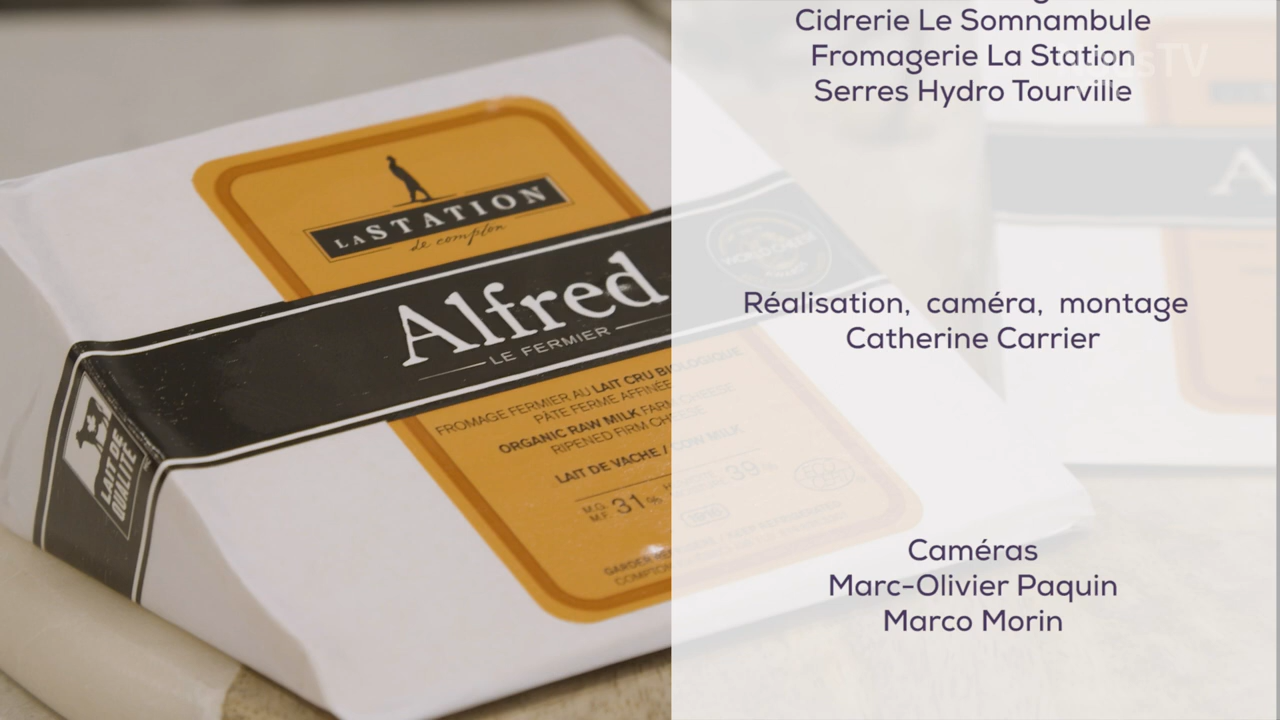 Cidrerie Le Somnambule
Fromagerie La Station
Serres Hydro Tourville
Réalisation, caméra, montage
Catherine Carrier
Caméras
Marc-Olivier Paquin
Marco Morin
LA STATION
de compton
Alfred
LE FERMIER
FROMAGE FERMIER AU LAIT CRU BIOLOGIQUE
PÂTE FERME AFFINÉE
ORGANIC RAW MILK FARM CHEESE
RIPENED FIRM CHEESE
LAIT DE VACHE / COW MILK
M.G. 31%
M.F.
39
LAIT DE
QUALITÉ
A
TV